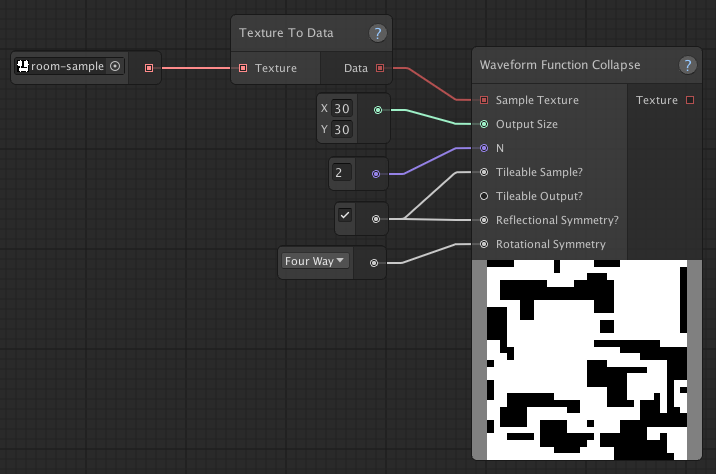 Texture To Data
?
room-sample
Texture
Data
Waveform Function Collapse
?
Sample Texture
Texture
X 30
Y 30
Output Size
N
2
Tileable Sample?
Tileable Output?
Reflectional Symmetry?
Four Way
Rotational Symmetry